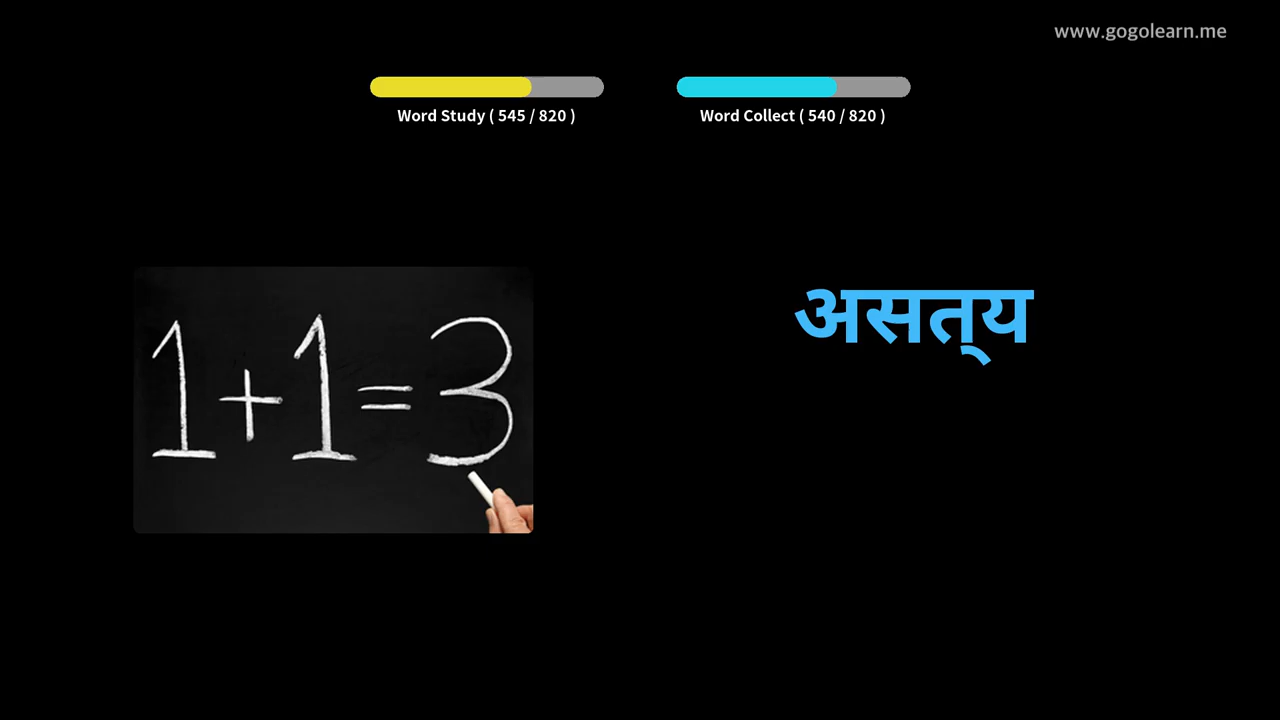 www.gogolearn.me
Word Study ( 545 / 820 )
Word Collect ( 540 / 820 )
1+1=3
असत्‌य